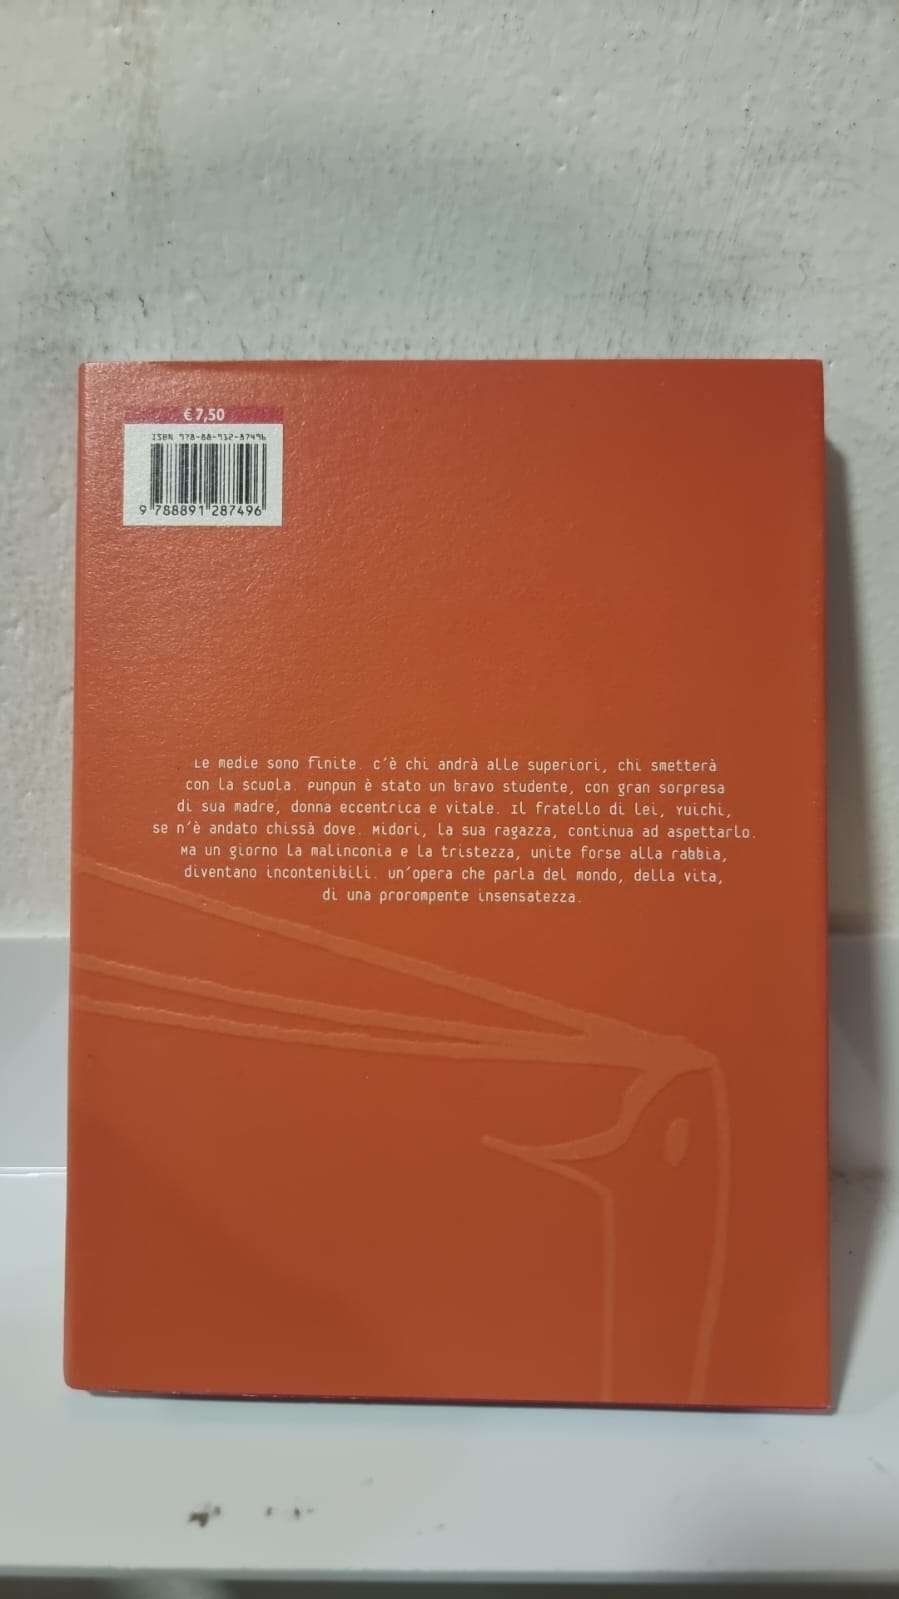 € 7,50
ISBN 978-88-912-8749-6
9 788891 287496
Le medie sono finite. C'è chi andrà alle superiori, chi smetterà
con la scuola. Punpun è stato un bravo studente, con gran sorpresa
di sua madre, donna eccentrica e vitale. Il fratello di lei, Yuichi,
se n'è andato chissà dove. Midori, la sua ragazza, continua ad aspettarlo.
Ma un giorno la malinconia e la tristezza, unite forse alla rabbia,
diventano incontenibili. Un'opera che parla del mondo, della vita,
di una prorompente insensatezza.